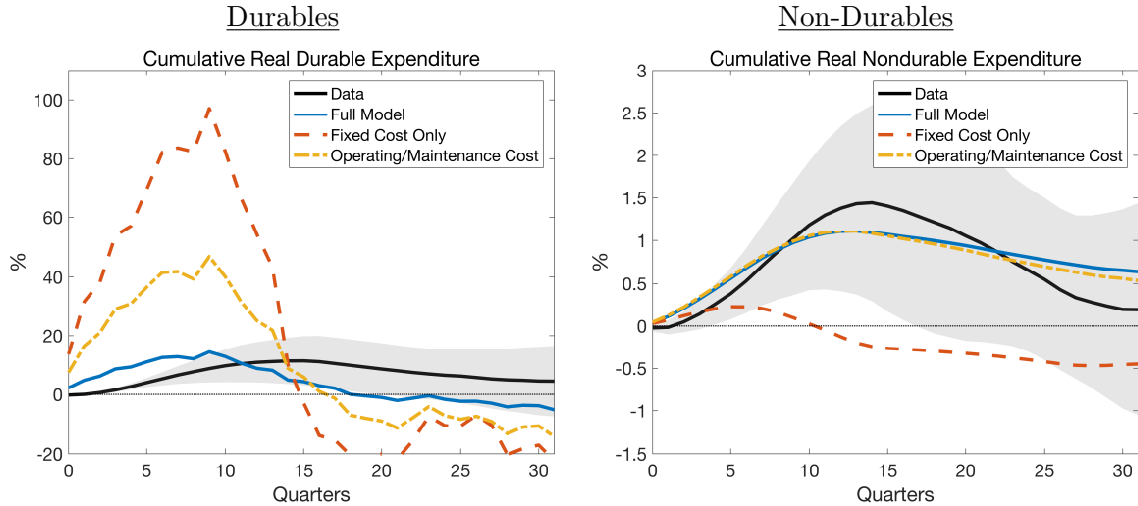 Durables
Cumulative Real Durable Expenditure
100
80
60
40
20
0
-20
%
Data
Full Model
Fixed Cost Only
Operating/Maintenance Cost
0 5 10 15 20 25 30
Quarters
Non-Durables
Cumulative Real Nondurable Expenditure
3
2.5
2
1.5
1
0.5
0
-0.5
-1
-1.5
%
Data
Full Model
Fixed Cost Only
Operating/Maintenance Cost
0 5 10 15 20 25 30
Quarters